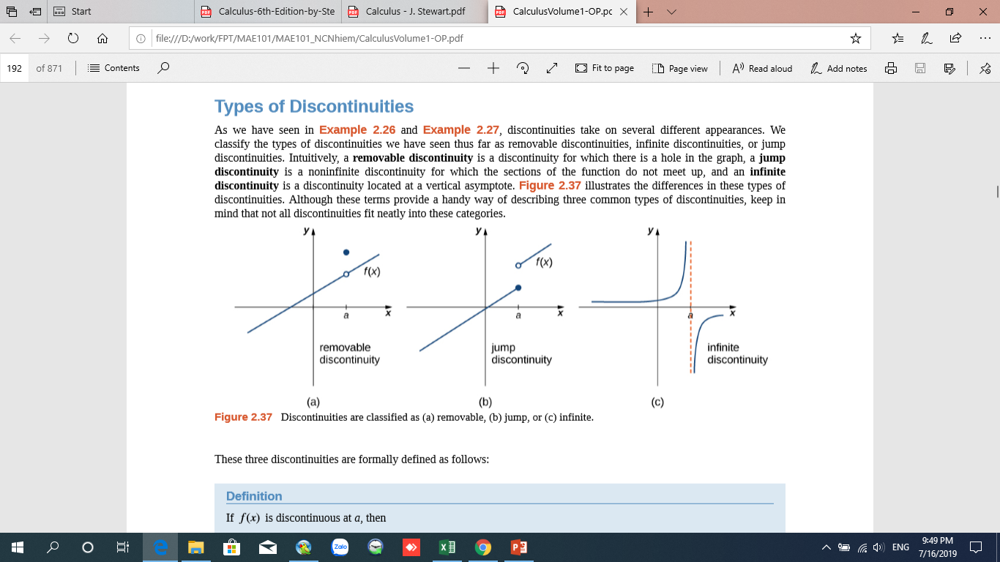 Start
Calculus-6th-Edition-by-Ste
Calculus - J. Stewart.pdf
CalculusVolume1-OP.pc
file:///D:/work/FPT/MAE101/MAE101_NCNhiem/CalculusVolume1-OP.pdf
192 of 871 Contents Fit to page Page view Read aloud Add notes
Types of Discontinuities
As we have seen in Example 2.26 and Example 2.27, discontinuities take on several different appearances. We
classify the types of discontinuities we have seen thus far as removable discontinuities, infinite discontinuities, or jump
discontinuities. Intuitively, a removable discontinuity is a discontinuity for which there is a hole in the graph, a jump
discontinuity is a noninfinite discontinuity for which the sections of the function do not meet up, and an infinite
discontinuity is a discontinuity located at a vertical asymptote. Figure 2.37 illustrates the differences in these types of
discontinuities. Although these terms provide a handy way of describing three common types of discontinuities, keep in
mind that not all discontinuities fit neatly into these categories.
y
f(x)
a
x
removable
discontinuity
(a)
y
f(x)
a
x
jump
discontinuity
(b)
y
a
x
infinite
discontinuity
(c)
Figure 2.37 Discontinuities are classified as (a) removable, (b) jump, or (c) infinite.
These three discontinuities are formally defined as follows:
Definition
If f(x) is discontinuous at a, then
Zalo
ENG
9:49 PM
7/16/2019